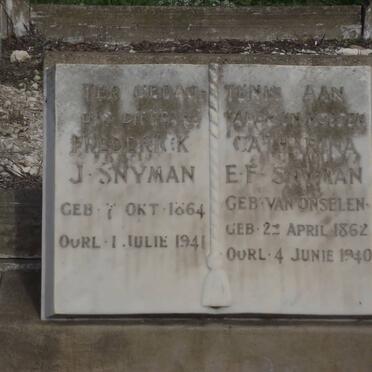 TER GEDAG-
FREDERIK
J. SNYMAN
GEB. 7 OKT. 1864
OORL. 1 JULIE 1941
TENIS AAN
CATHARINA
E.F. SNYMAN
GEB. VAN ONSELEN.
GEB. 22 APRIL 1862
OORL. 4 JUNIE 1940